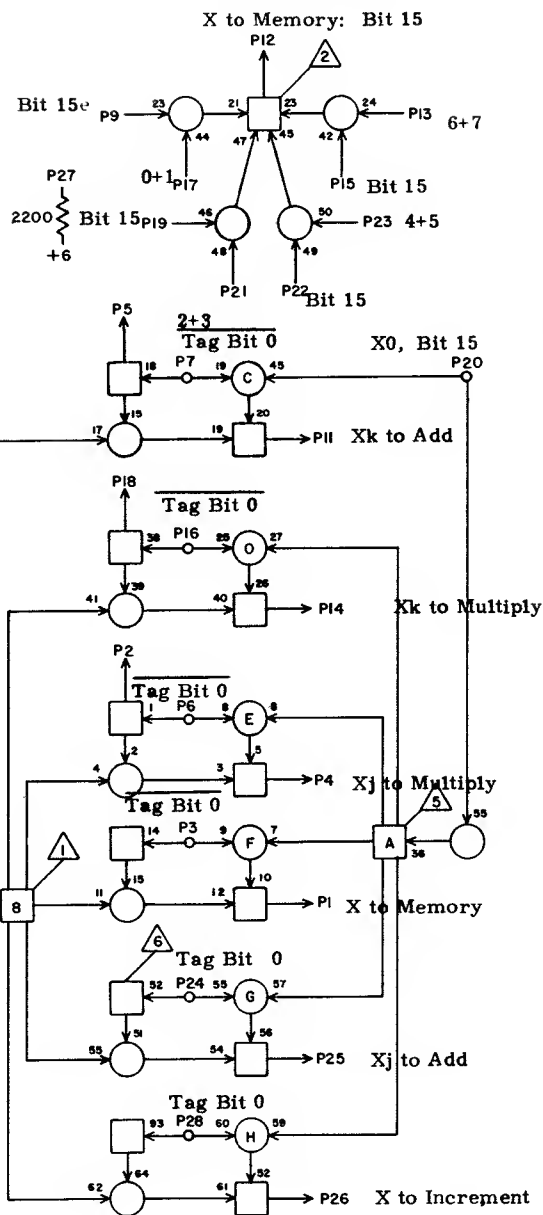 X to Memory: Bit 15
P12
2
Bit 15e P9 23 21 23 24 P13 6+7
44 47 45 42
0+1 P17 P15 Bit 15
P27
2200 Bit 15 P19 46 50 P23 4+5
+6
48 49
P21 P22 Bit 15
P5 2+3
Tag Bit 0 X0, Bit 15
18 P7 19 C 45 P20
15 20
17 19 P11 Xk to Add
P18
Tag Bit 0
38 P16 25 O 27
39 26
41 40 P14 Xk to Multiply
P2
Tag Bit 0
1 P6 8 E 8
2 5
4 3 P4 Xj to Multiply
Tag Bit 0 5
14 P3 9 F 7 A 36 55
1 15 10
8 11 12 P1 X to Memory
6 Tag Bit 0
52 P24 55 G 57
51 56
55 54 P25 Xj to Add
Tag Bit 0
93 P28 60 H 59
64 52
62 61 P26 X to Increment